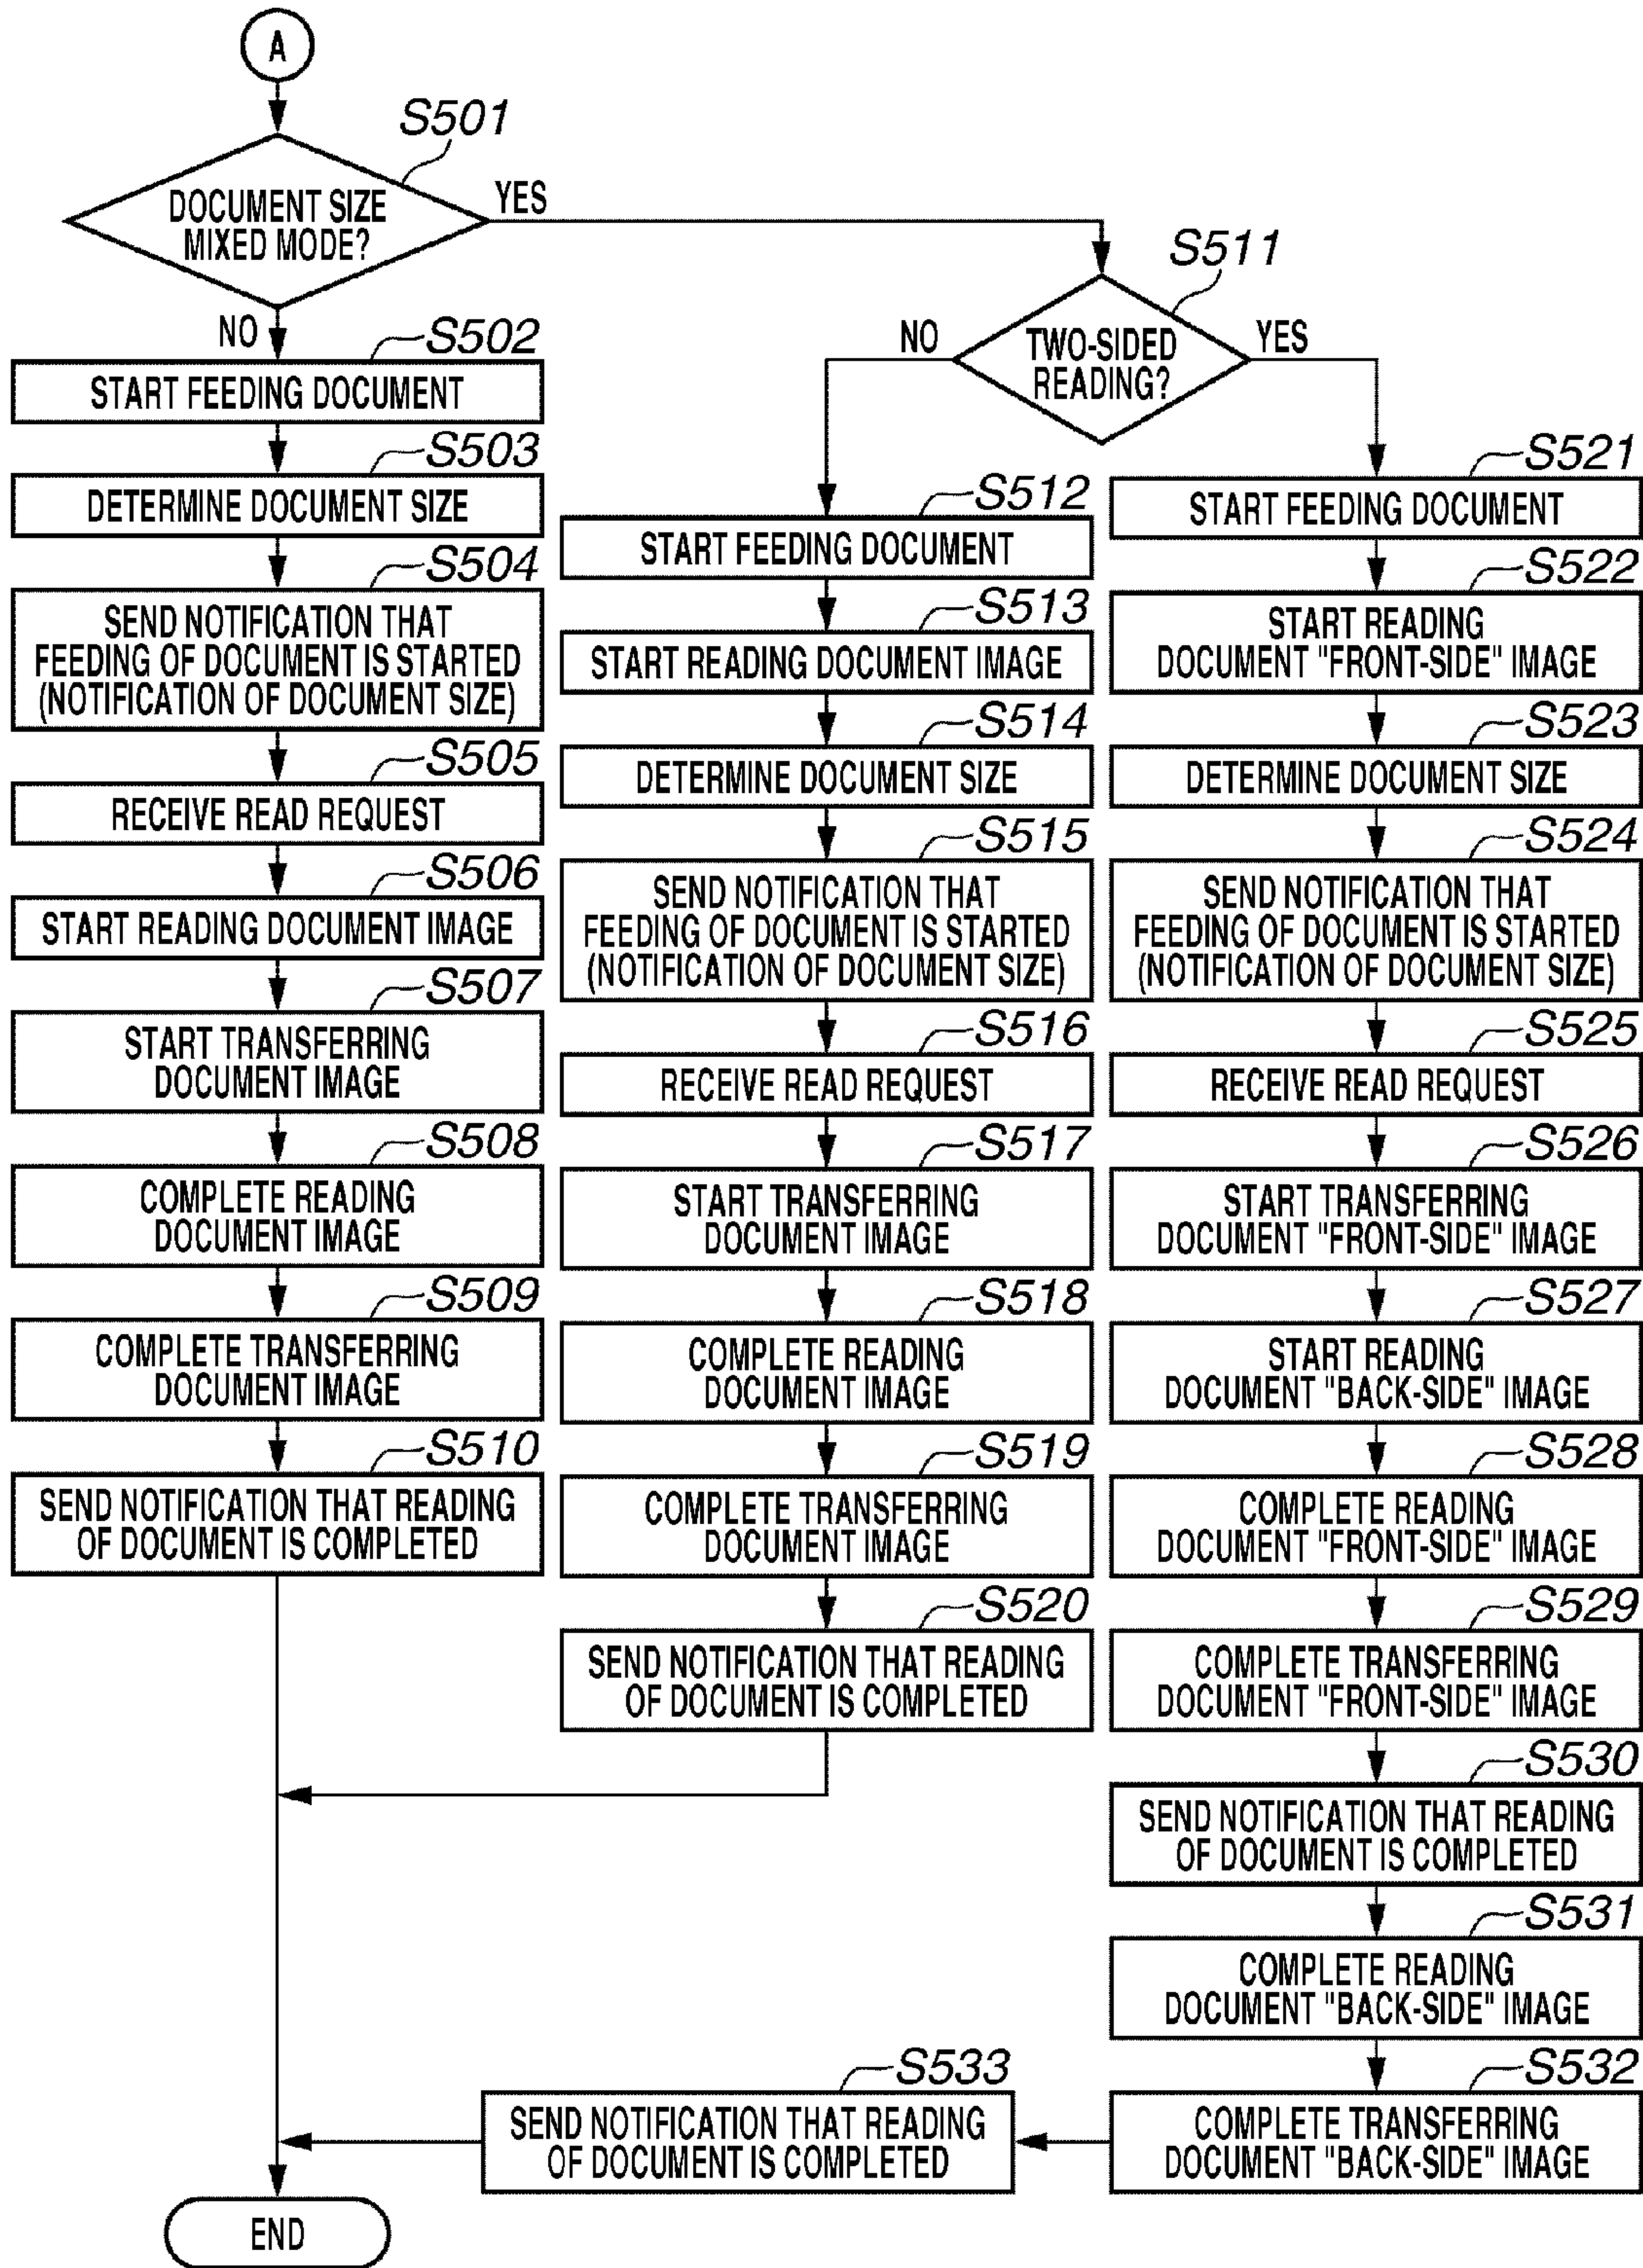 A
S501
DOCUMENT SIZE
MIXED MODE?
YES
NO
S502
START FEEDING DOCUMENT
S503
DETERMINE DOCUMENT SIZE
S504
SEND NOTIFICATION THAT
FEEDING OF DOCUMENT IS STARTED
(NOTIFICATION OF DOCUMENT SIZE)
S505
RECEIVE READ REQUEST
S506
START READING DOCUMENT IMAGE
S507
START TRANSFERRING
DOCUMENT IMAGE
S508
COMPLETE READING
DOCUMENT IMAGE
S509
COMPLETE TRANSFERRING
DOCUMENT IMAGE
S510
SEND NOTIFICATION THAT READING
OF DOCUMENT IS COMPLETED
S511
TWO-SIDED
READING?
NO
YES
S512
START FEEDING DOCUMENT
S513
START READING DOCUMENT IMAGE
S514
DETERMINE DOCUMENT SIZE
S515
SEND NOTIFICATION THAT
FEEDING OF DOCUMENT IS STARTED
(NOTIFICATION OF DOCUMENT SIZE)
S516
RECEIVE READ REQUEST
S517
START TRANSFERRING
DOCUMENT IMAGE
S518
COMPLETE READING
DOCUMENT IMAGE
S519
COMPLETE TRANSFERRING
DOCUMENT IMAGE
S520
SEND NOTIFICATION THAT READING
OF DOCUMENT IS COMPLETED
S521
START FEEDING DOCUMENT
S522
START READING
DOCUMENT "FRONT-SIDE" IMAGE
S523
DETERMINE DOCUMENT SIZE
S524
SEND NOTIFICATION THAT
FEEDING OF DOCUMENT IS STARTED
(NOTIFICATION OF DOCUMENT SIZE)
S525
RECEIVE READ REQUEST
S526
START TRANSFERRING
DOCUMENT "FRONT-SIDE" IMAGE
S527
START READING
DOCUMENT "BACK-SIDE" IMAGE
S528
COMPLETE READING
DOCUMENT "FRONT-SIDE" IMAGE
S529
COMPLETE TRANSFERRING
DOCUMENT "FRONT-SIDE" IMAGE
S530
SEND NOTIFICATION THAT READING
OF DOCUMENT IS COMPLETED
S531
COMPLETE READING
DOCUMENT "BACK-SIDE" IMAGE
S532
COMPLETE TRANSFERRING
DOCUMENT "BACK-SIDE" IMAGE
S533
SEND NOTIFICATION THAT READING
OF DOCUMENT IS COMPLETED
END